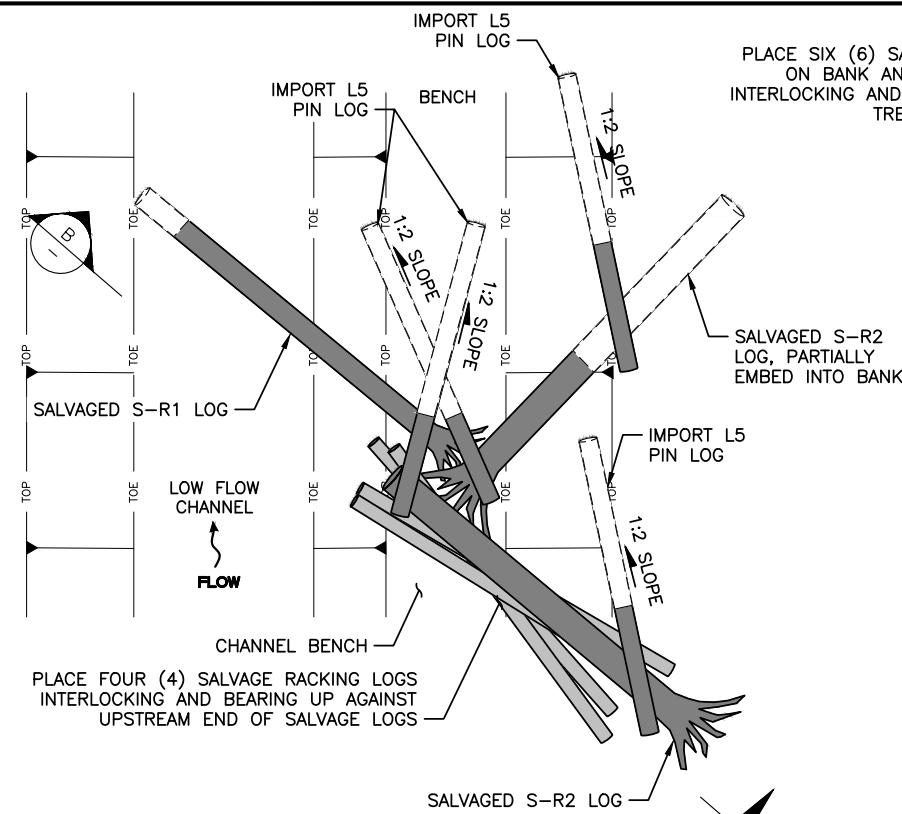 IMPORT L5
PIN LOG
PLACE SIX (6) SA
ON BANK AN
INTERLOCKING AND
TRE
IMPORT L5
PIN LOG
BENCH
1:2 SLOPE
TOP
TOE
TOE
TOP
TOE
TOP
B
1:2 SLOPE
1:2 SLOPE
SALVAGED S-R2
LOG, PARTIALLY
EMBED INTO BANK
TOP
TOE
TOE
TOP
TOE
TOP
SALVAGED S-R1 LOG
IMPORT L5
PIN LOG
TOP
TOE
TOE
TOP
TOE
TOP
LOW FLOW
CHANNEL
FLOW
1:2 SLOPE
CHANNEL BENCH
PLACE FOUR (4) SALVAGE RACKING LOGS
INTERLOCKING AND BEARING UP AGAINST
UPSTREAM END OF SALVAGE LOGS
SALVAGED S-R2 LOG